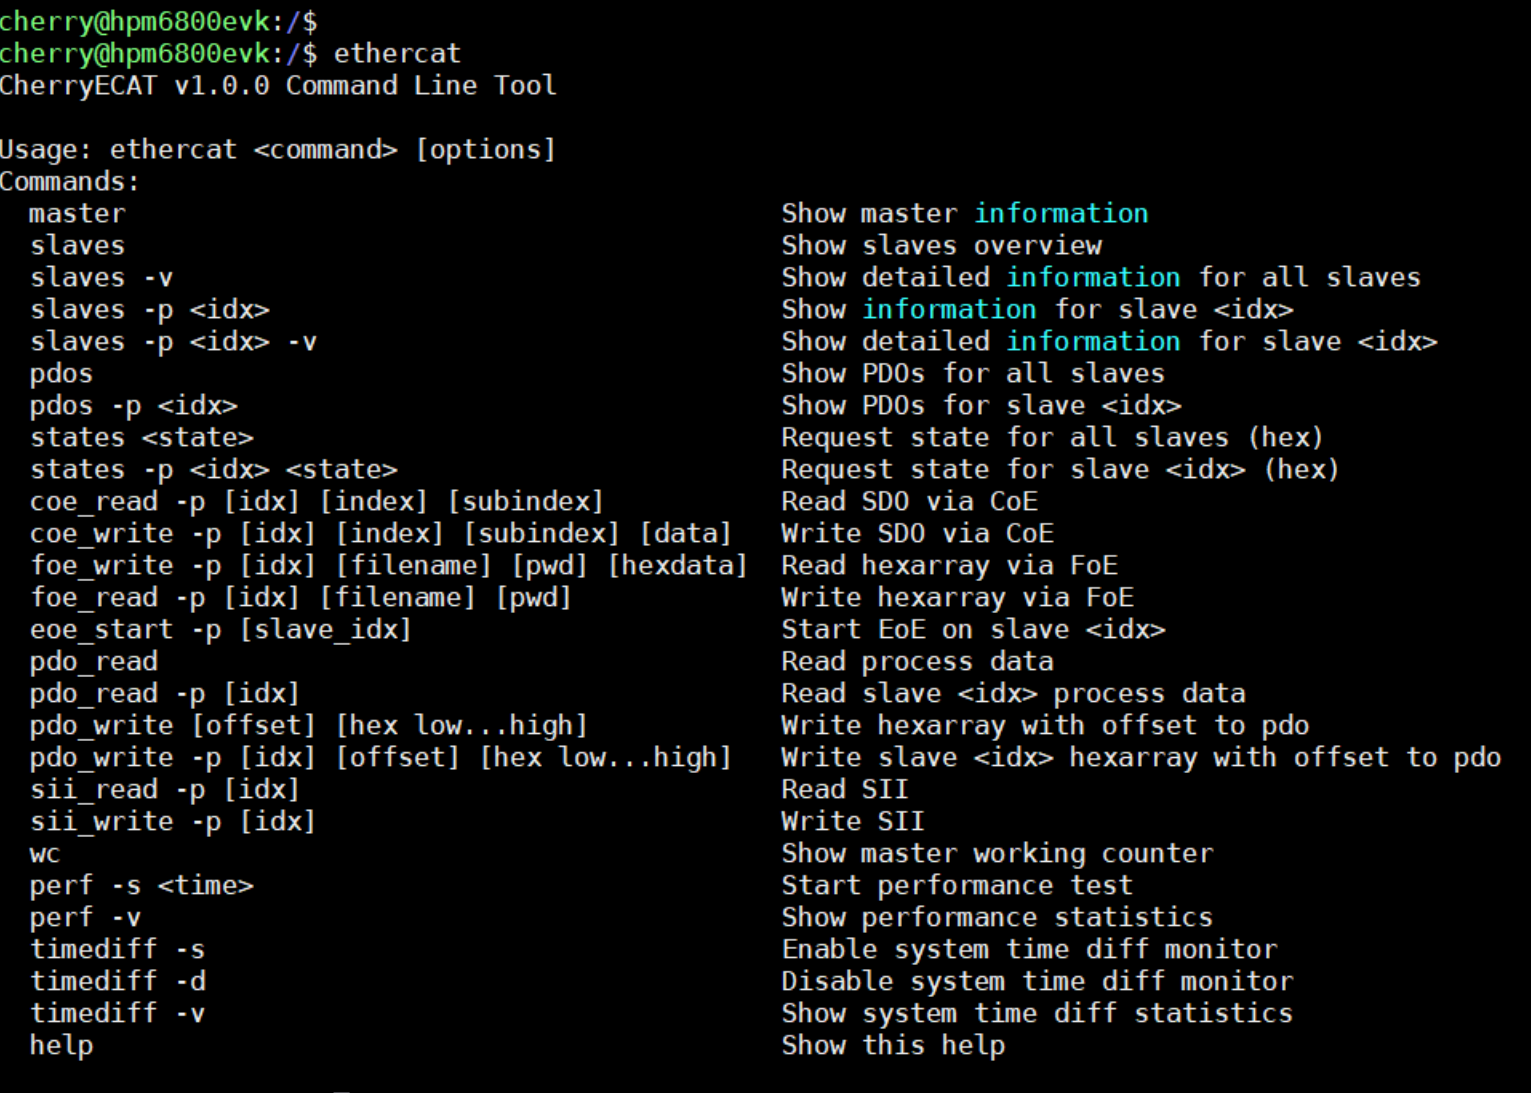 cherry@hpm6800evk:/$
cherry@hpm6800evk:/$ ethercat
CherryECAT v1.0.0 Command Line Tool
Usage: ethercat <command> [options]
Commands:
master Show master information
slaves Show slaves overview
slaves -v Show detailed information for all slaves
slaves -p <idx> Show information for slave <idx>
slaves -p <idx> -v Show detailed information for slave <idx>
pdos Show PDOs for all slaves
pdos -p <idx> Show PDOs for slave <idx>
states <state> Request state for all slaves (hex)
states -p <idx> <state> Request state for slave <idx> (hex)
coe_read -p [idx] [index] [subindex] Read SDO via CoE
coe_write -p [idx] [index] [subindex] [data] Write SDO via CoE
foe_write -p [idx] [filename] [pwd] [hexdata] Read hexarray via FoE
foe_read -p [idx] [filename] [pwd] Write hexarray via FoE
eoe_start -p [slave_idx] Start EoE on slave <idx>
pdo_read Read process data
pdo_read -p [idx] Read slave <idx> process data
pdo_write [offset] [hex low...high] Write hexarray with offset to pdo
pdo_write -p [idx] [offset] [hex low...high] Write slave <idx> hexarray with offset to pdo
sii_read -p [idx] Read SII
sii_write -p [idx] Write SII
wc Show master working counter
perf -s <time> Start performance test
perf -v Show performance statistics
timediff -s Enable system time diff monitor
timediff -d Disable system time diff monitor
timediff -v Show system time diff statistics
help Show this help